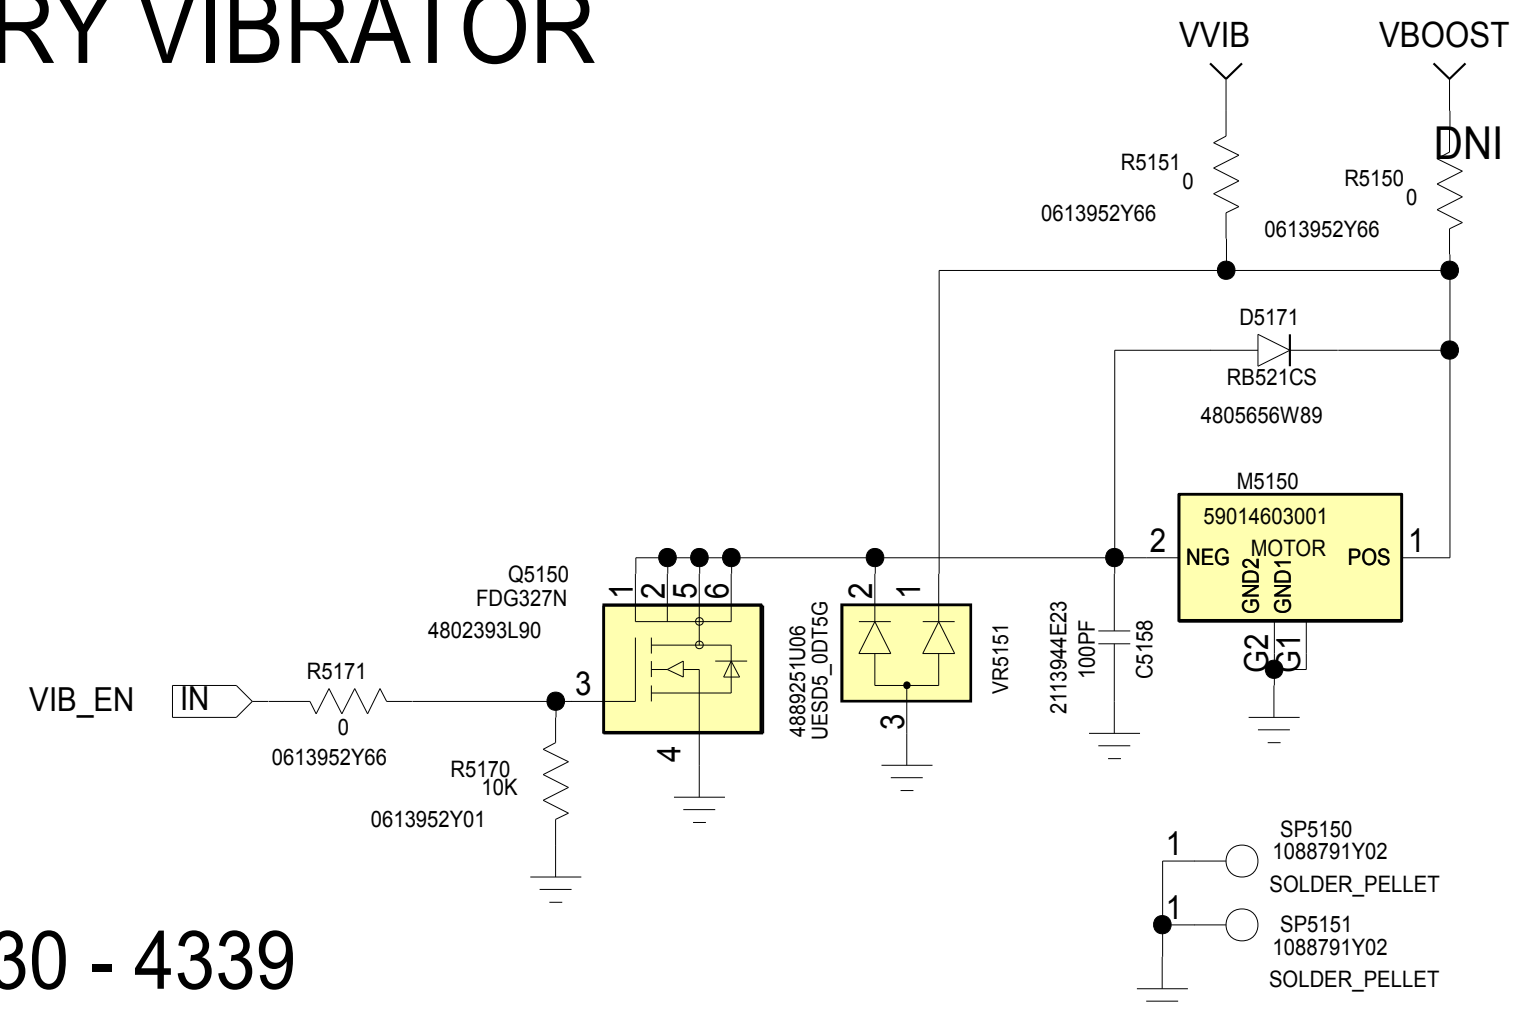 RY VIBRATOR
VVIB
VBOOST
DNI
R5151
0
0613952Y66
R5150
0
0613952Y66
D5171
RB521CS
4805656W89
M5150
59014603001
MOTOR
2
NEG
POS
1
GND2
GND1
G2
G1
Q5150
FDG327N
4802393L90
1
2
5
6
3
4
2
1
3
4889251U06
UESD5_0DT5G
VR5151
2113944E23
100PF
C5158
VIB_EN
IN
R5171
0
0613952Y66
R5170
10K
0613952Y01
1
SP5150
1088791Y02
SOLDER_PELLET
1
SP5151
1088791Y02
SOLDER_PELLET
30 - 4339